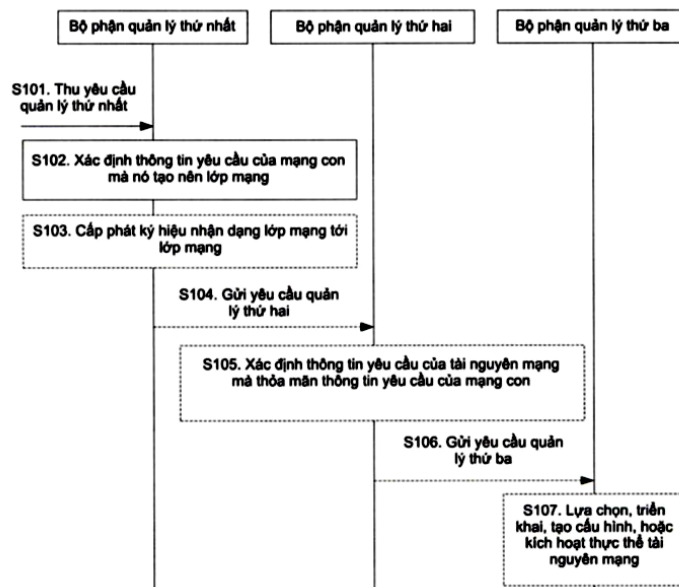 Bộ phận quản lý thứ nhất
Bộ phận quản lý thứ hai
Bộ phận quản lý thứ ba
S101. Thu yêu cầu
quản lý thứ nhất
S102. Xác định thông tin yêu cầu của mạng con
mà nó tạo nên lớp mạng
S103. Cấp phát ký hiệu nhận dạng lớp mạng tới
lớp mạng
S104. Gửi yêu cầu quản
lý thứ hai
S105. Xác định thông tin yêu cầu của tài nguyên mạng
mà thỏa mãn thông tin yêu cầu của mạng con
S106. Gửi yêu cầu quản
lý thứ ba
S107. Lựa chọn, triển
khai, tạo cấu hình, hoặc
kích hoạt thực thể tài
nguyên mạng